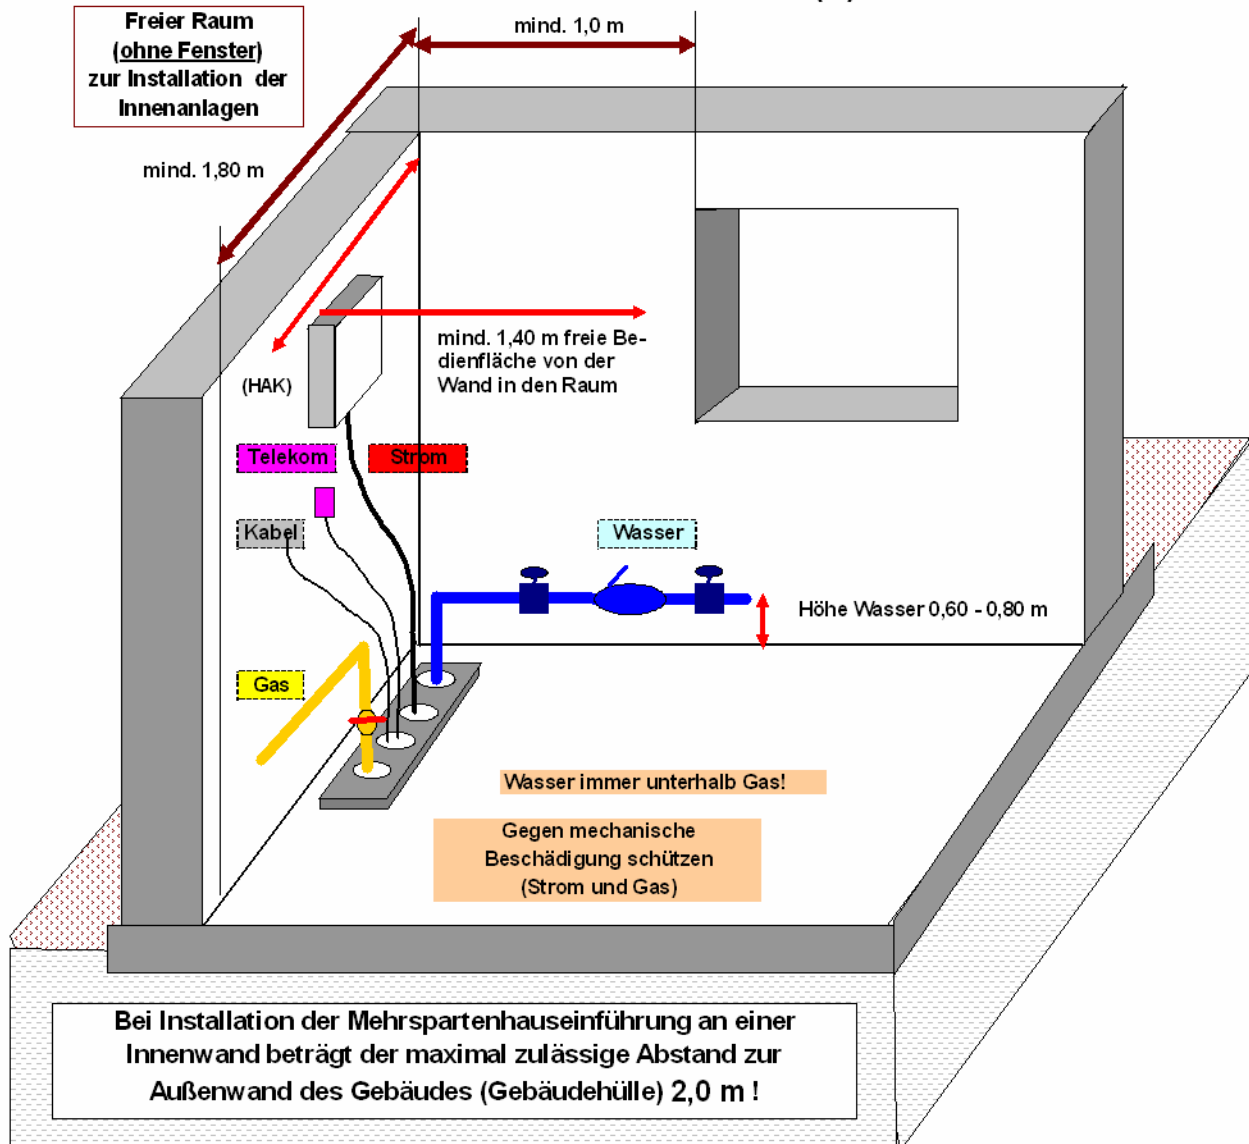 Freier Raum
(ohne Fenster)
zur Installation der
Innenanlagen
mind. 1,0 m
mind. 1,80 m
mind. 1,40 m freie Be-
dienfläche von der
Wand in den Raum
(HAK)
Telekom
Strom
Kabel
Wasser
Höhe Wasser 0,60 - 0,80 m
Gas
Wasser immer unterhalb Gas!
Gegen mechanische
Beschädigung schützen
(Strom und Gas)
Bei Installation der Mehrspartenhauseinführung an einer
Innenwand beträgt der maximal zulässige Abstand zur
Außenwand des Gebäudes (Gebäudehülle) 2,0 m !